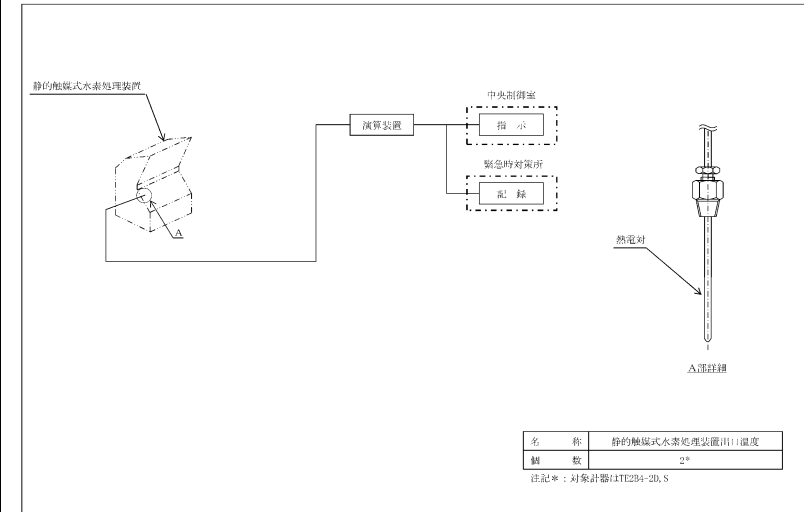 静的触媒式水素処理装置
A
演算装置
中央制御室
指 示
緊急時対策所
記 録
熱電対
A部詳細
名 称 静的触媒式水素処理装置出口温度
個 数 2*
注記*:対象計器はTE2B4-2D,S